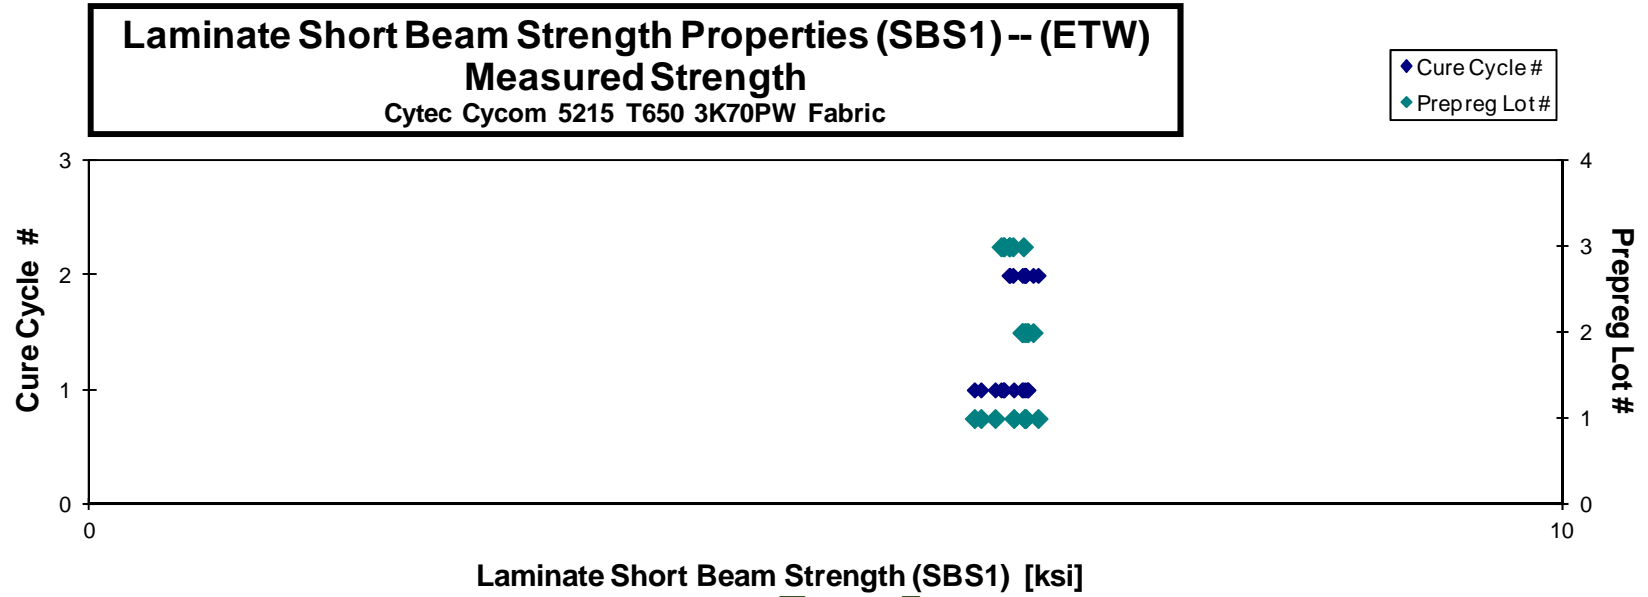 Laminate Short Beam Strength Properties (SBS1) -- (ETW)
Measured Strength
Cytec Cycom 5215 T650 3K70PW Fabric
Cure Cycle #
Prepreg Lot #
3
2
1
0
Cure Cycle #
4
3
2
1
0
Prepreg Lot #
0
10
Laminate Short Beam Strength (SBS1) [ksi]